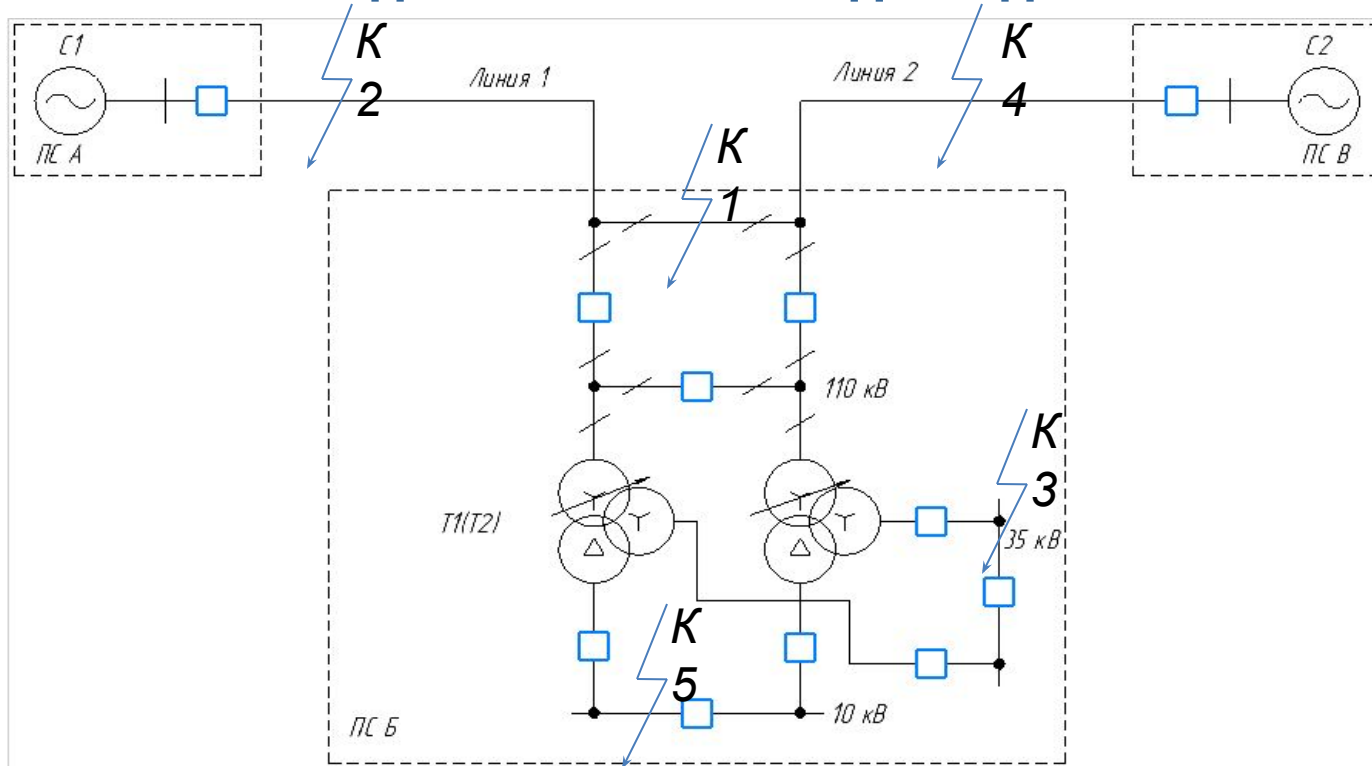 С1
К
2
Линия 1
Линия 2
К
4
С2
ПС А
ПС В
К
1
110 кВ
К
3
Т1(Т2)
35 кВ
К
5
ПС Б
10 кВ